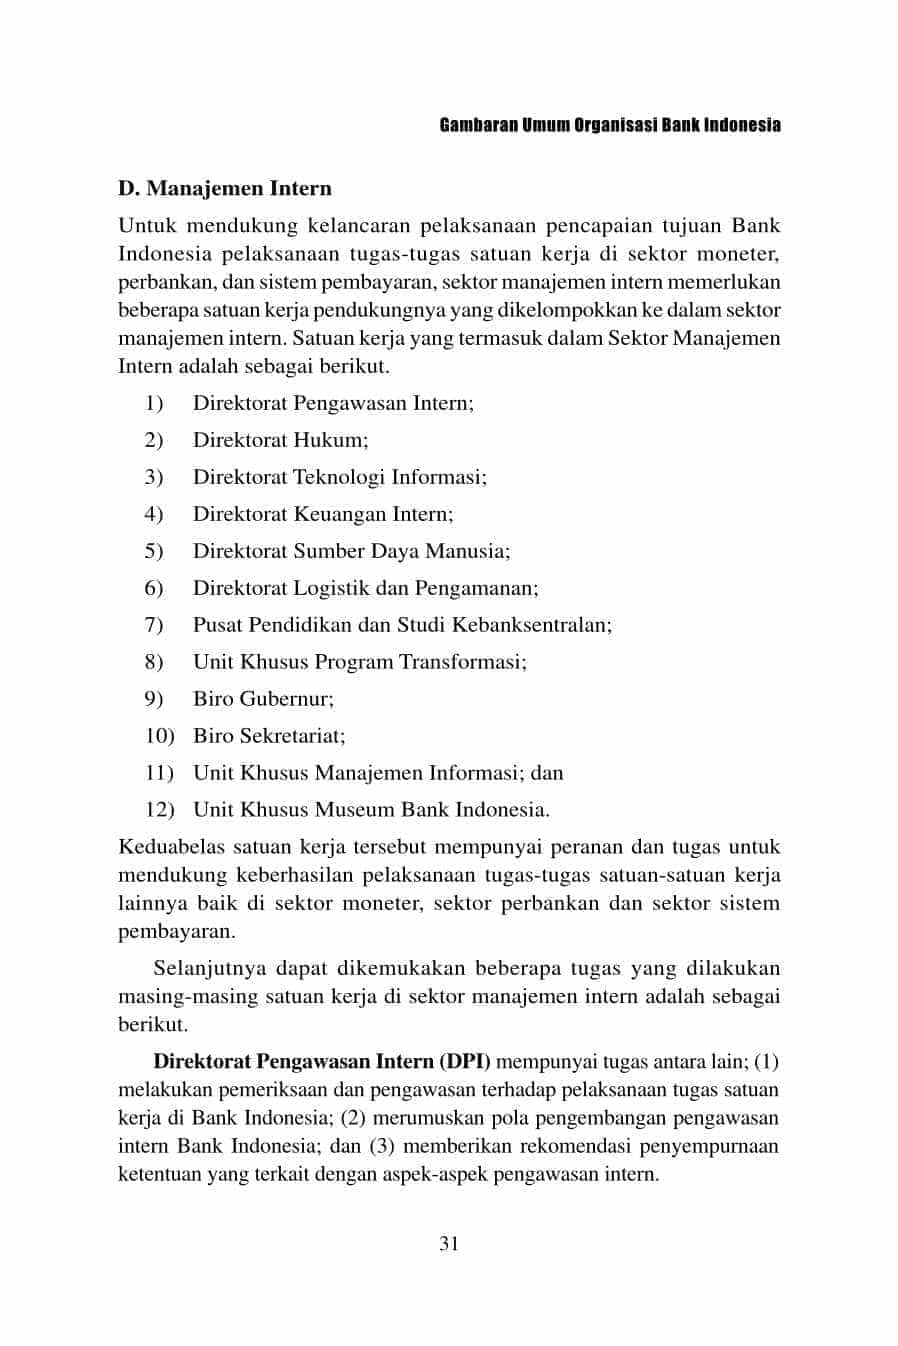 Gambaran Umum Organisasi Bank Indonesia
D. Manajemen Intern
Untuk mendukung kelancaran pelaksanaan pencapaian tujuan Bank
Indonesia pelaksanaan tugas-tugas satuan kerja di sektor moneter,
perbankan, dan sistem pembayaran, sektor manajemen intern memerlukan
beberapa satuan kerja pendukungnya yang dikelompokkan ke dalam sektor
manajemen intern. Satuan kerja yang termasuk dalam Sektor Manajemen
Intern adalah sebagai berikut.
1) Direktorat Pengawasan Intern;
2) Direktorat Hukum;
3) Direktorat Teknologi Informasi;
4) Direktorat Keuangan Intern;
5) Direktorat Sumber Daya Manusia;
6) Direktorat Logistik dan Pengamanan;
7) Pusat Pendidikan dan Studi Kebanksentralan;
8) Unit Khusus Program Transformasi;
9) Biro Gubernur;
10) Biro Sekretariat;
11) Unit Khusus Manajemen Informasi; dan
12) Unit Khusus Museum Bank Indonesia.
Keduabelas satuan kerja tersebut mempunyai peranan dan tugas untuk
mendukung keberhasilan pelaksanaan tugas-tugas satuan-satuan kerja
lainnya baik di sektor moneter, sektor perbankan dan sektor sistem
pembayaran.
Selanjutnya dapat dikemukakan beberapa tugas yang dilakukan
masing-masing satuan kerja di sektor manajemen intern adalah sebagai
berikut.
Direktorat Pengawasan Intern (DPI) mempunyai tugas antara lain; (1)
melakukan pemeriksaan dan pengawasan terhadap pelaksanaan tugas satuan
kerja di Bank Indonesia; (2) merumuskan pola pengembangan pengawasan
intern Bank Indonesia; dan (3) memberikan rekomendasi penyempurnaan
ketentuan yang terkait dengan aspek-aspek pengawasan intern.
31